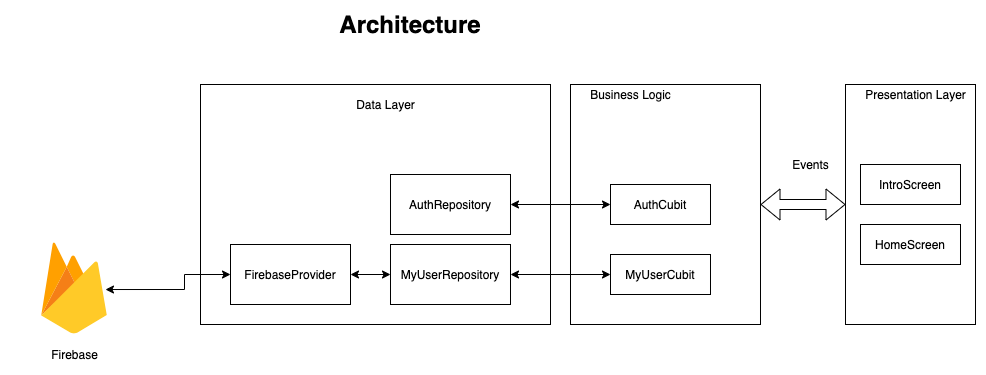 Architecture
Data Layer
Business Logic
Presentation Layer
Events
AuthRepository
AuthCubit
IntroScreen
HomeScreen
FirebaseProvider
MyUserRepository
MyUserCubit
Firebase